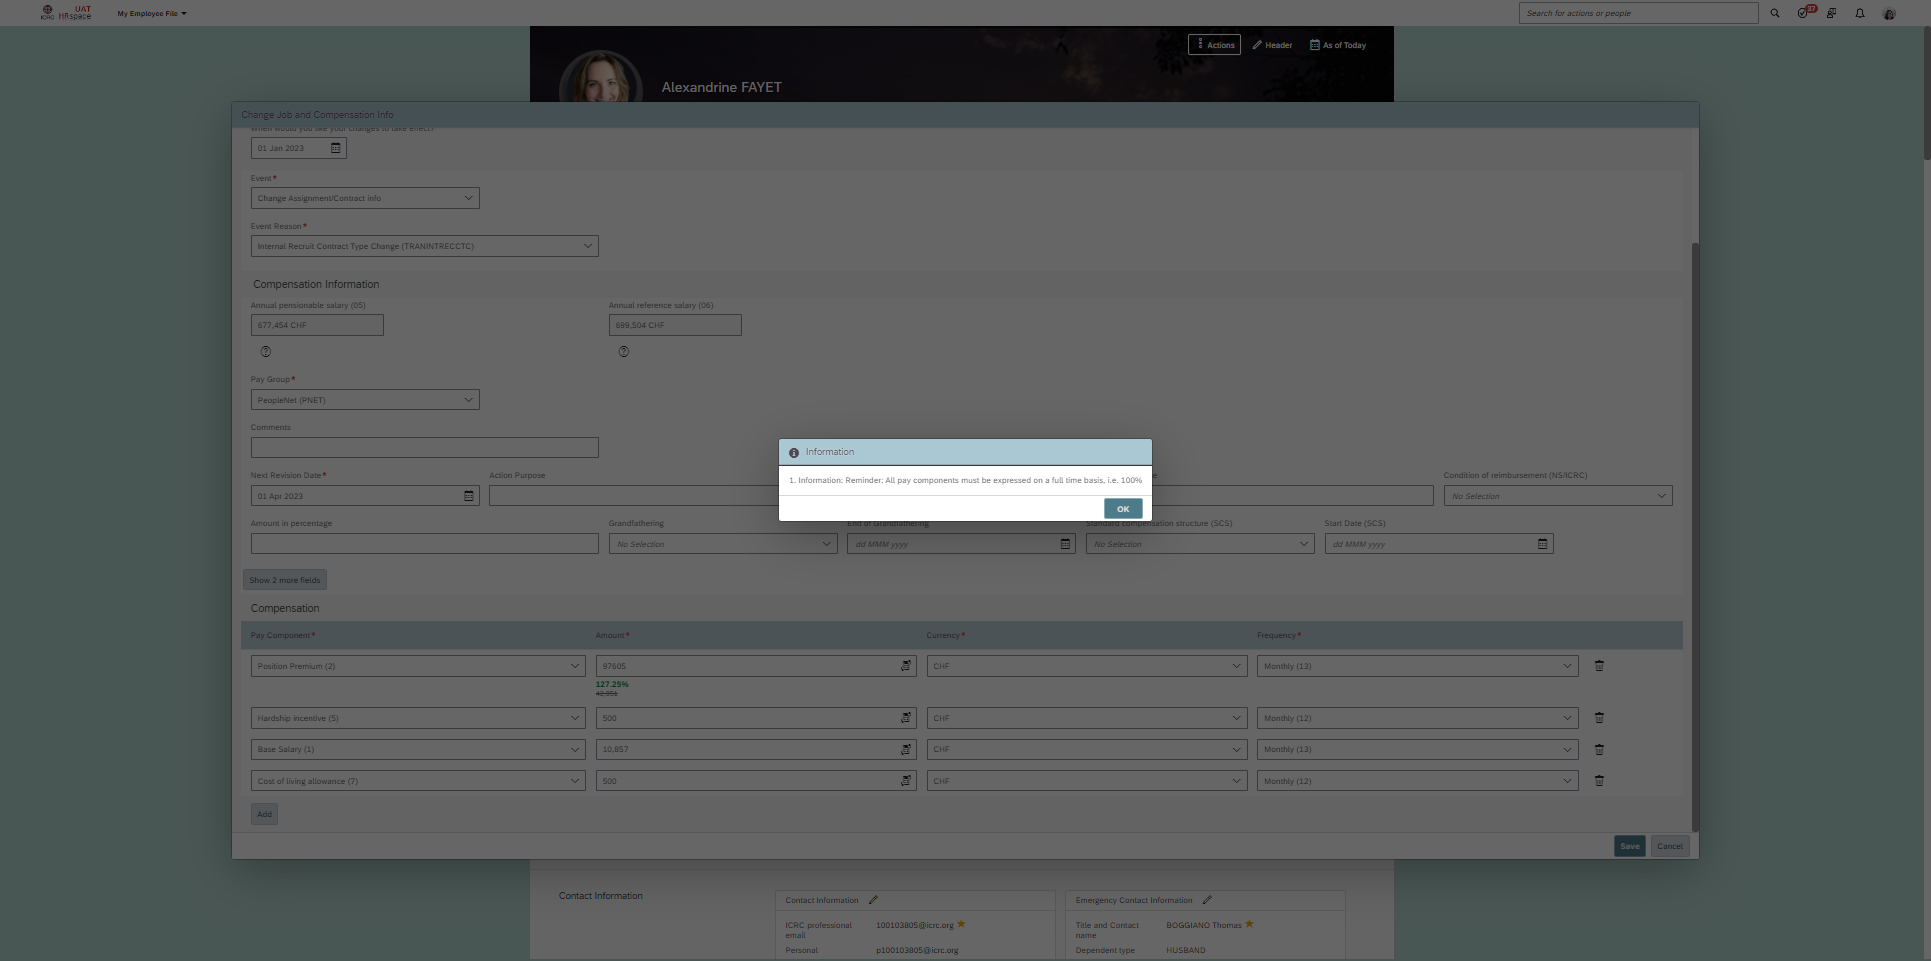 ICRC UAT HRspace My Employee File Search for actions or people 37
Actions Header As of Today
Alexandrine FAYET
Change Job and Compensation Info
When would you like your changes to take effect?
01 Jan 2023
Event*
Change Assignment/Contract info
Event Reason*
Internal Recruit Contract Type Change (TRANINTRECCTC)
Compensation Information
Annual pensionable salary (05) Annual reference salary (06)
677,454 CHF 689,504 CHF
Pay Group*
PeopleNet (PNET)
Comments
Information
1. Information: Reminder: All pay components must be expressed on a full time basis, i.e. 100%
OK
Next Revision Date* Action Purpose Condition of reimbursement (NS/ICRC)
01 Apr 2023 No Selection
Amount in percentage Grandfathering End of Grandfathering Standard compensation structure (SCS) Start Date (SCS)
No Selection dd MMM yyyy No Selection dd MMM yyyy
Show 2 more fields
Compensation
Pay Component* Amount* Currency* Frequency*
Position Premium (2) 97605 CHF Monthly (13)
127.25%
Hardship incentive (5) 500 CHF Monthly (12)
Base Salary (1) 10,857 CHF Monthly (13)
Cost of living allowance (7) 500 CHF Monthly (12)
Add
Save Cancel
Contact Information Contact Information Emergency Contact Information
ICRC professional email 100103805@icrc.org Title and Contact name BOGGIANO Thomas
Personal p100103805@icrc.org Dependent type HUSBAND